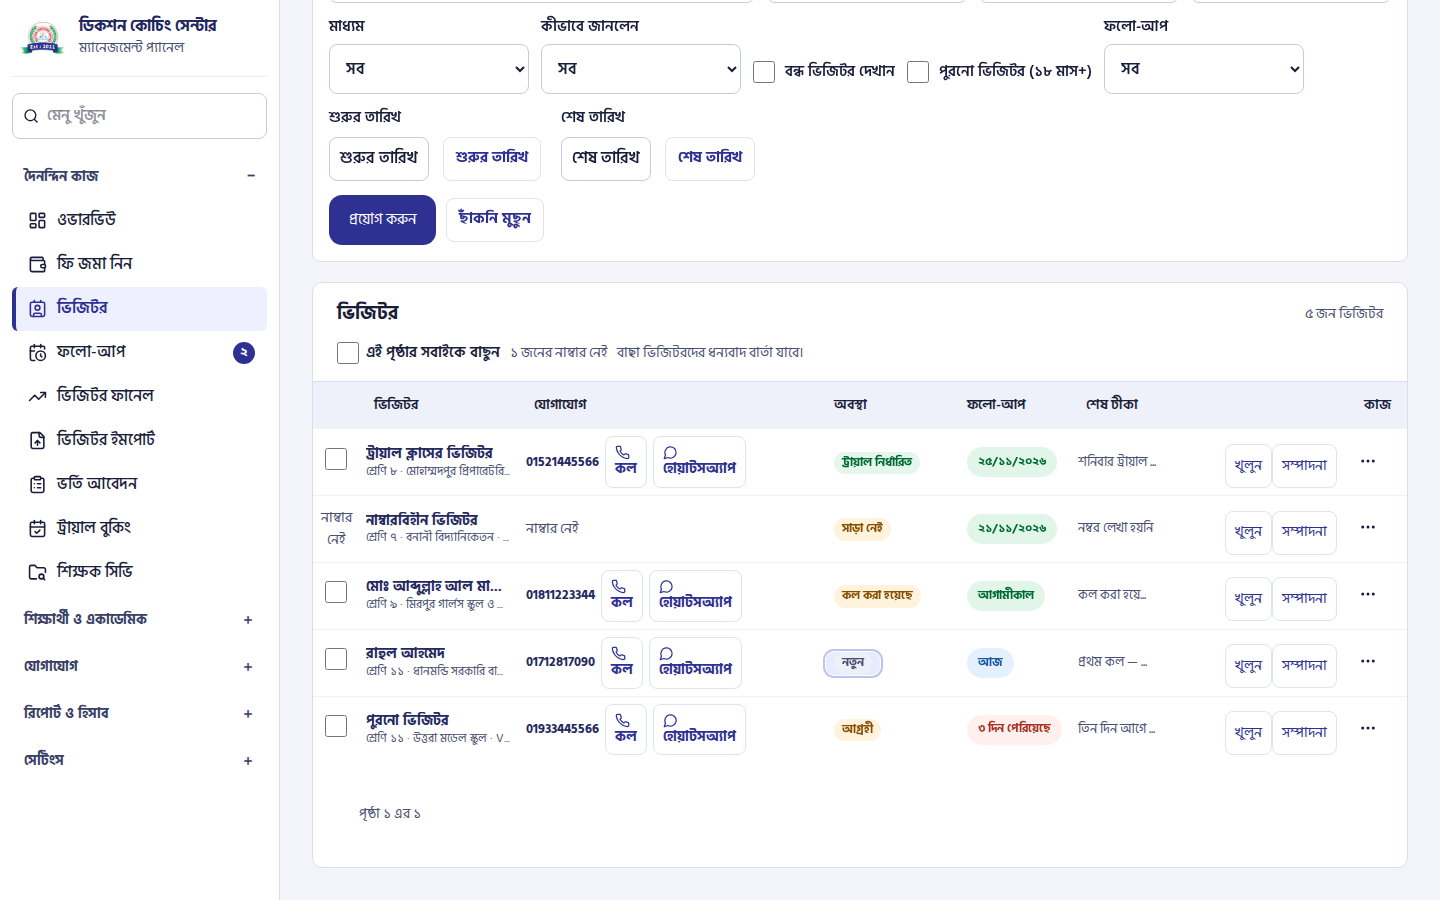 ডিকশন কোচিং সেন্টার
ম্যানেজমেন্ট প্যানেল
Est : 2011
মেনু খুঁজুন
দৈনন্দিন কাজ −
ওভারভিউ
ফি জমা নিন
ভিজিটর
ফলো-আপ ২
ভিজিটর ফানেল
ভিজিটর ইমপোর্ট
ভর্তি আবেদন
ট্রায়াল বুকিং
শিক্ষক সিভি
শিক্ষার্থী ও একাডেমিক +
যোগাযোগ +
রিপোর্ট ও হিসাব +
সেটিংস +
মাধ্যম কীভাবে জানলেন ফলো-আপ
সব সব বন্ধ ভিজিটর দেখান পুরনো ভিজিটর (১৮ মাস+) সব
শুরুর তারিখ শেষ তারিখ
শুরুর তারিখ শুরুর তারিখ শেষ তারিখ শেষ তারিখ
প্রয়োগ করুন ছাঁকনি মুছুন
ভিজিটর ৫ জন ভিজিটর
এই পৃষ্ঠার সবাইকে বাছুন ১ জনের নাম্বার নেই বাছা ভিজিটরদের ধন্যবাদ বার্তা যাবে।
ভিজিটর যোগাযোগ অবস্থা ফলো-আপ শেষ টীকা কাজ
ট্রায়াল ক্লাসের ভিজিটর 01521445566 কল হোয়াটসঅ্যাপ ট্রায়াল নির্ধারিত ২৫/১১/২০২৬ শনিবার ট্রায়াল ... খুলুন সম্পাদনা ...
শ্রেণি ৮ · মোহাম্মদপুর প্রিপারেটরি...
নাম্বার নেই নাম্বারবিহীন ভিজিটর নাম্বার নেই সাড়া নেই ২১/১১/২০২৬ নম্বর লেখা হয়নি খুলুন সম্পাদনা ...
শ্রেণি ৭ · বনানী বিদ্যানিকেতন · ...
মোঃ আব্দুল্লাহ আল মা... 01811223344 কল হোয়াটসঅ্যাপ কল করা হয়েছে আগামীকাল কল করা হয়ে... খুলুন সম্পাদনা ...
শ্রেণি ৯ · মিরপুর গার্লস স্কুল ও ...
রাহুল আহমেদ 01712817090 কল হোয়াটসঅ্যাপ নতুন আজ প্রথম কল — ... খুলুন সম্পাদনা ...
শ্রেণি ১১ · ধানমন্ডি সরকারি বা...
পুরনো ভিজিটর 01933445566 কল হোয়াটসঅ্যাপ আগ্রহী ৩ দিন পেরিয়েছে তিন দিন আগে ... খুলুন সম্পাদনা ...
শ্রেণি ১১ · উত্তরা মডেল স্কুল · V...
পৃষ্ঠা ১ এর ১